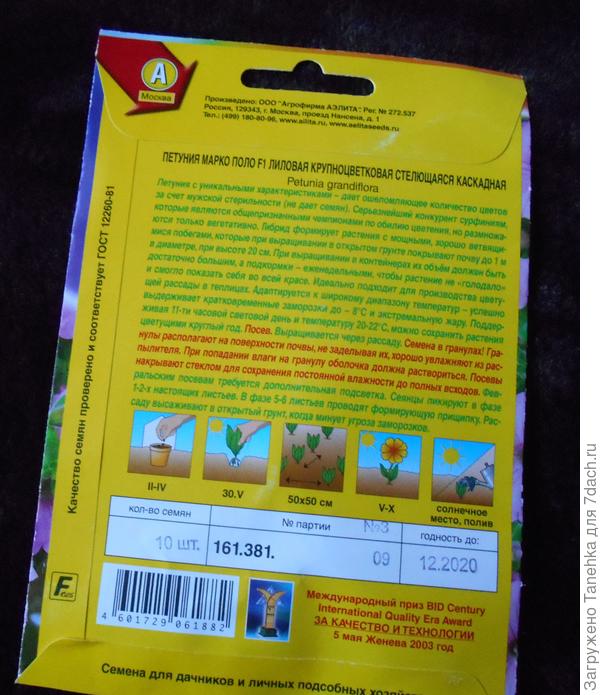 А
Москва
Произведено: ООО "Агрофирма АЭЛИТА". Рег. № 272.537
Россия, 129343, г. Москва, проезд Нансена, д. 1
Тел.: (499) 180-80-96, www.ailita.ru, www.aelitaseeds.ru
ПЕТУНИЯ МАРКО ПОЛО F1 ЛИЛОВАЯ КРУПНОЦВЕТКОВАЯ СТЕЛЮЩАЯСЯ КАСКАДНАЯ
Petunia grandiflora
Петуния с уникальными характеристиками – дает ошеломляющее количество цветов
за счет мужской стерильности (не дает семян). Серьезнейший конкурент сурфиниям,
которые являются общепризнанными чемпионами по обилию цветения, но размножа-
ются только вегетативно. Гибрид формирует растения с мощными, хорошо ветвящи-
мися побегами, которые при выращивании в открытом грунте покрывают почву до 1 м
в диаметре, при высоте 20 см. При выращивании в контейнерах их объём должен быть
достаточно большим, а подкормки – еженедельными, чтобы растение не "голодало"
и смогло показать себя во всей красе. Идеально подходит для производства цвету-
щей рассады в теплицах. Адаптируется к широкому диапазону температур – успешно
выдерживает кратковременные заморозки до – 8°С и экстремальную жару. Поддер-
живая 11-ти часовой световой день и температуру 20-22°С, можно сохранить растения
цветущими круглый год. Посев. Выращивается через рассаду. Семена в гранулах! Гра-
нулы располагают на поверхности почвы, не заделывая их, хорошо увлажняют из рас-
пылителя. При попадании влаги на гранулу оболочка должна раствориться. Посевы
накрывают стеклом для сохранения постоянной влажности до полных всходов. Фев-
ральским посевам требуется дополнительная подсветка. Сеянцы пикируют в фазе
1-2-х настоящих листьев. В фазе 5-6 листьев проводят формирующую прищипку. Рас-
саду высаживают в открытый грунт, когда минует угроза заморозков.
II-IV
30.V
50х50 см
V-X
солнечное
место, полив
кол-во семян
№ партии
№3
годность до:
10 шт.
161.381.
09
12.2020
4 601729 061882
Международный приз BID Century
International Quality Era Award
ЗА КАЧЕСТВО И ТЕХНОЛОГИИ
5 мая Женева 2003 год
Семена для дачников и личных подсобных
Качество семян проверено и соответствует ГОСТ 12260-81
Загружено Tanehka для 7dach.ru